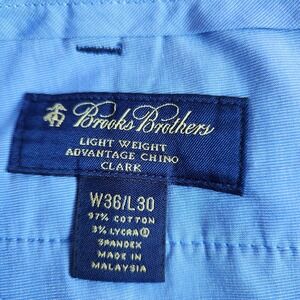 Brooks Brothers
LIGHT WEIGHT
ADVANTAGE CHINO
CLARK
W36/L30
97% COTTON
3% LYCRA®
SPANDEX
MADE IN
MALAYSIA